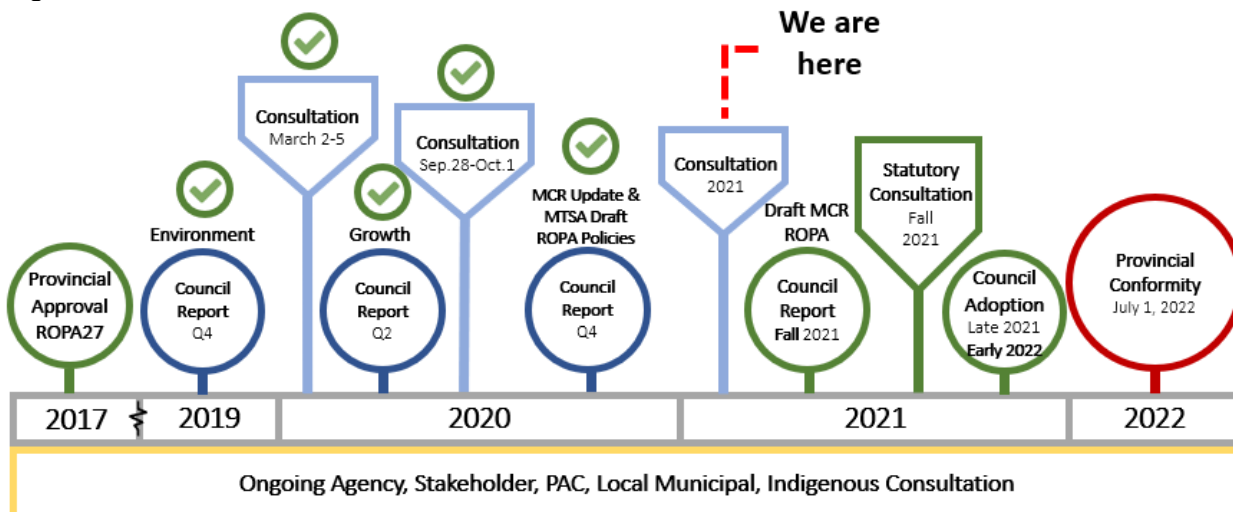 We are
here
Consultation
March 2-5
Consultation
Sep.28-Oct.1
Consultation
2021
Statutory
Consultation
Fall
2021
MCR Update &
MTSA Draft
ROPA Policies
Draft MCR
ROPA
Environment
Growth
Provincial
Approval
ROPA27
Council
Report
Q4
Council
Report
Q2
Council
Report
Q4
Council
Report
Fall 2021
Council
Adoption
Late 2021
Early 2022
Provincial
Conformity
July 1, 2022
2017
2019
2020
2021
2022
Ongoing Agency, Stakeholder, PAC, Local Municipal, Indigenous Consultation